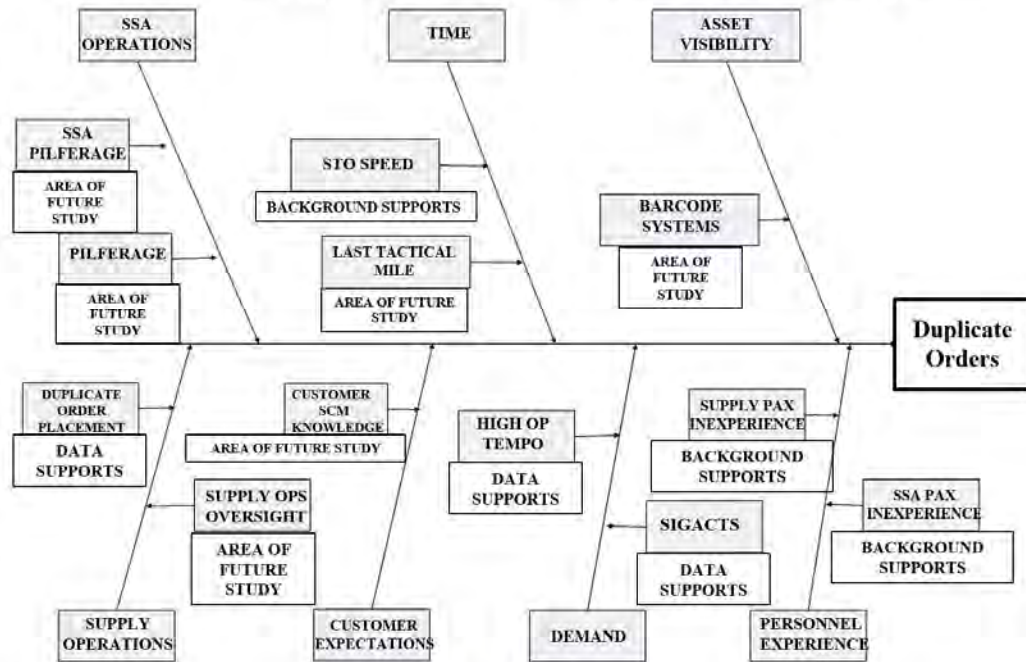 SSA
OPERATIONS
TIME
ASSET
VISIBILITY
SSA
PILFERAGE
AREA OF
FUTURE
STUDY
PILFERAGE
AREA OF
FUTURE
STUDY
STO SPEED
BACKGROUND SUPPORTS
LAST TACTICAL
MILE
AREA OF FUTURE
STUDY
BARCODE
SYSTEMS
AREA OF
FUTURE
STUDY
Duplicate
Orders
DUPLICATE
ORDER
PLACEMENT
DATA
SUPPORTS
SUPPLY OPS
OVERSIGHT
AREA OF
FUTURE
STUDY
CUSTOMER
SCM
KNOWLEDGE
AREA OF FUTURE STUDY
HIGH OP
TEMPO
DATA
SUPPORTS
SIGACTS
DATA
SUPPORTS
SUPPLY PAX
INEXPERIENCE
BACKGROUND
SUPPORTS
SSA PAX
INEXPERIENCE
BACKGROUND
SUPPORTS
SUPPLY
OPERATIONS
CUSTOMER
EXPECTATIONS
DEMAND
PERSONNEL
EXPERIENCE